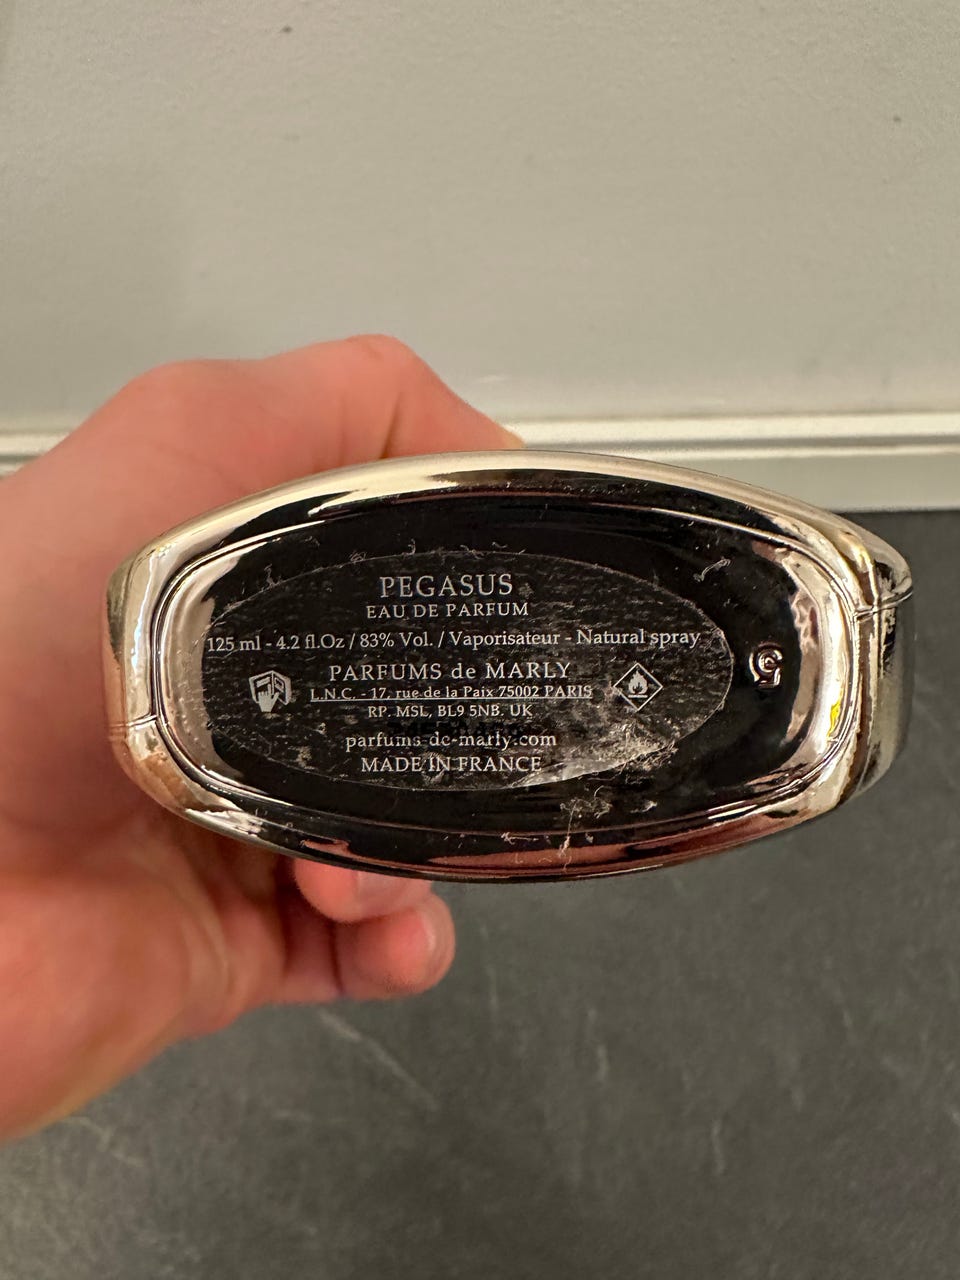 PEGASUS
EAU DE PARFUM
125 ml - 4.2 fl.Oz / 83% Vol. / Vaporisateur - Natural spray
PARFUMS de MARLY
L.N.C. - 17, rue de la Paix 75002 PARIS
RP. MSL, BL9 5NB, UK
parfums-de-marly.com
MADE IN FRANCE
5